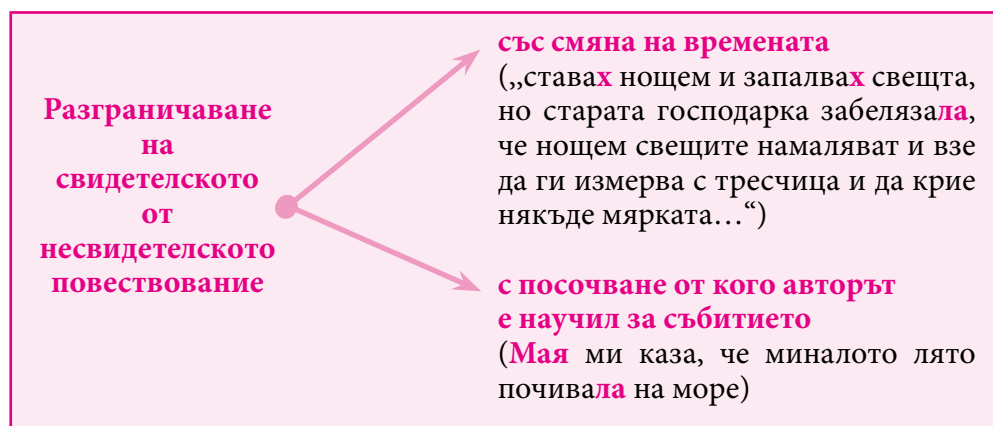 Разграничаване
на
свидетелското
от
несвидетелското
повествование
със смяна на времената
(„ставах нощем и запалвах свещта,
но старата господарка забелязала,
че нощем свещите намаляват и взе
да ги измерва с тресчица и да крие
някъде мярката…“)
с посочване от кого авторът
е научил за събитието
(Мая ми каза, че миналото лято
почивала на море)